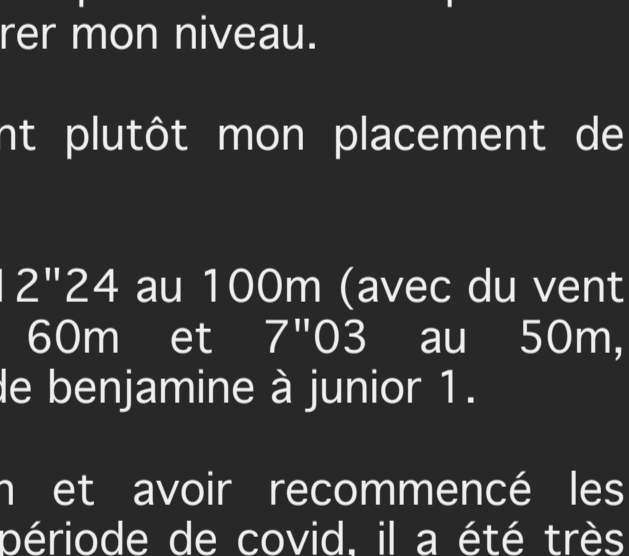 rer mon niveau.
nt plutôt mon placement de
12"24 au 100m (avec du vent
60m et 7"03 au 50m,
de benjamine à junior 1.
n et avoir recommencé les
période de covid, il a été très